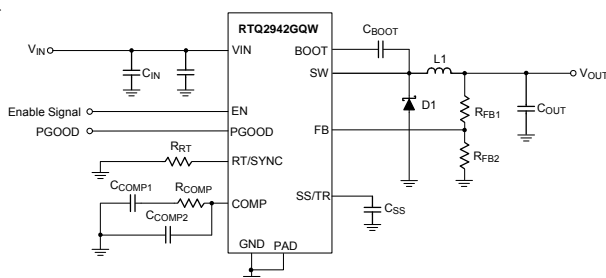 RTQ2942GQW
VIN
VIN
CIN
BOOT
CBOOT
SW
L1
VOUT
Enable Signal
EN
D1
RFB1
COUT
PGOOD
PGOOD
FB
RRT
RT/SYNC
RFB2
CCOMP1
RCOMP
COMP
SS/TR
CSS
CCOMP2
GND
PAD